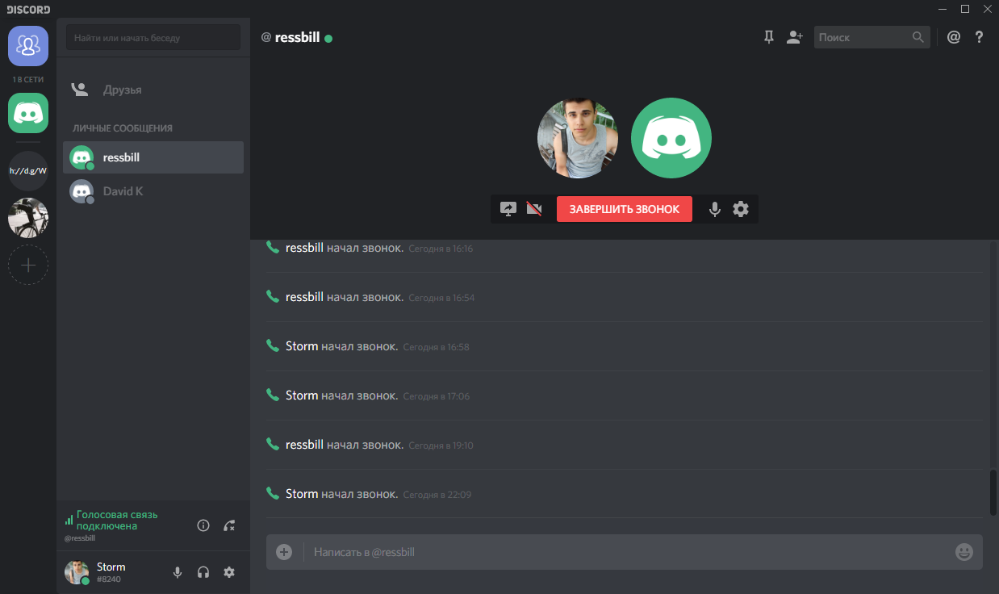 DISCORD
Найти или начать беседу
1 В СЕТИ
Друзья
ЛИЧНЫЕ СООБЩЕНИЯ
ressbill
h://d.g/W
David K
Голосовая связь
подключена
@ressbill
Storm
#8240
@ ressbill
Поиск
@ ?
ЗАВЕРШИТЬ ЗВОНОК
ressbill начал звонок. Сегодня в 16:16
ressbill начал звонок. Сегодня в 16:54
Storm начал звонок. Сегодня в 16:58
Storm начал звонок. Сегодня в 17:06
ressbill начал звонок. Сегодня в 19:10
Storm начал звонок. Сегодня в 22:09
Написать в @ressbill